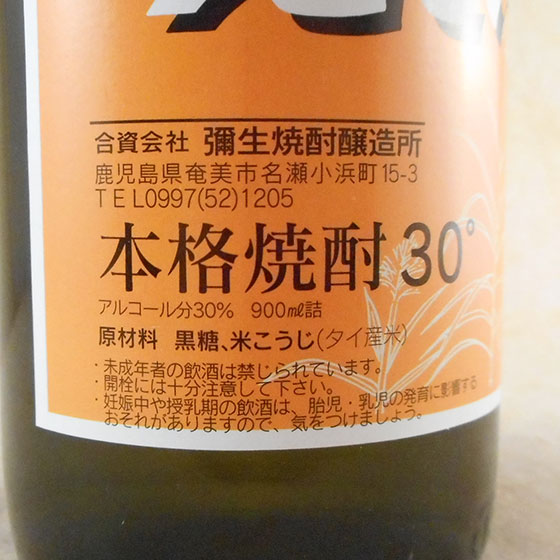 合資会社 彌生焼酎醸造所
鹿児島県奄美市名瀬小浜町15-3
TEL0997(52)1205
本格焼酎30°
アルコール分30% 900㎖詰
原材料 黒糖、米こうじ(タイ産米)
・未成年者の飲酒は禁じられています。
・開栓には十分注意して下さい。
・妊娠中や授乳期の飲酒は、胎児・乳児の発育に影響する
おそれがありますので、気をつけましょう。